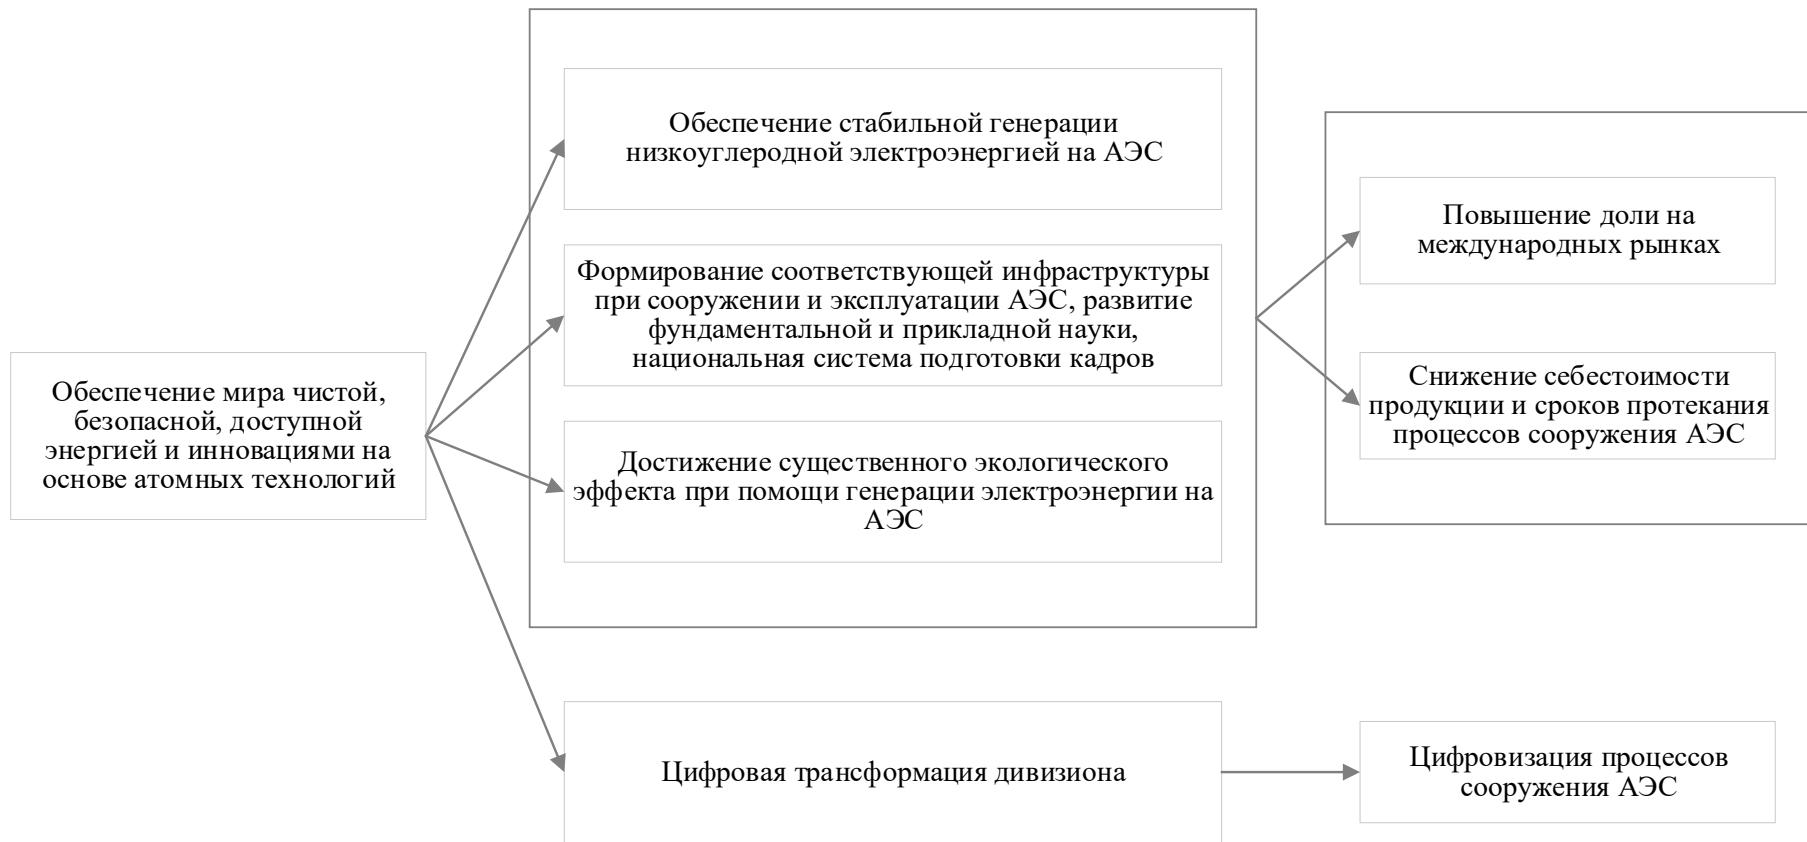 Обеспечение мира чистой,
безопасной, доступной
энергией и инновациями на
основе атомных технологий
Обеспечение стабильной генерации
низкоуглеродной электроэнергией на АЭС
Формирование соответствующей инфраструктуры
при сооружении и эксплуатации АЭС, развитие
фундаментальной и прикладной науки,
национальная система подготовки кадров
Достижение существенного экологического
эффекта при помощи генерации электроэнергии на
АЭС
Цифровая трансформация дивизиона
Повышение доли на
международных рынках
Снижение себестоимости
продукции и сроков протекания
процессов сооружения АЭС
Цифровизация процессов
сооружения АЭС